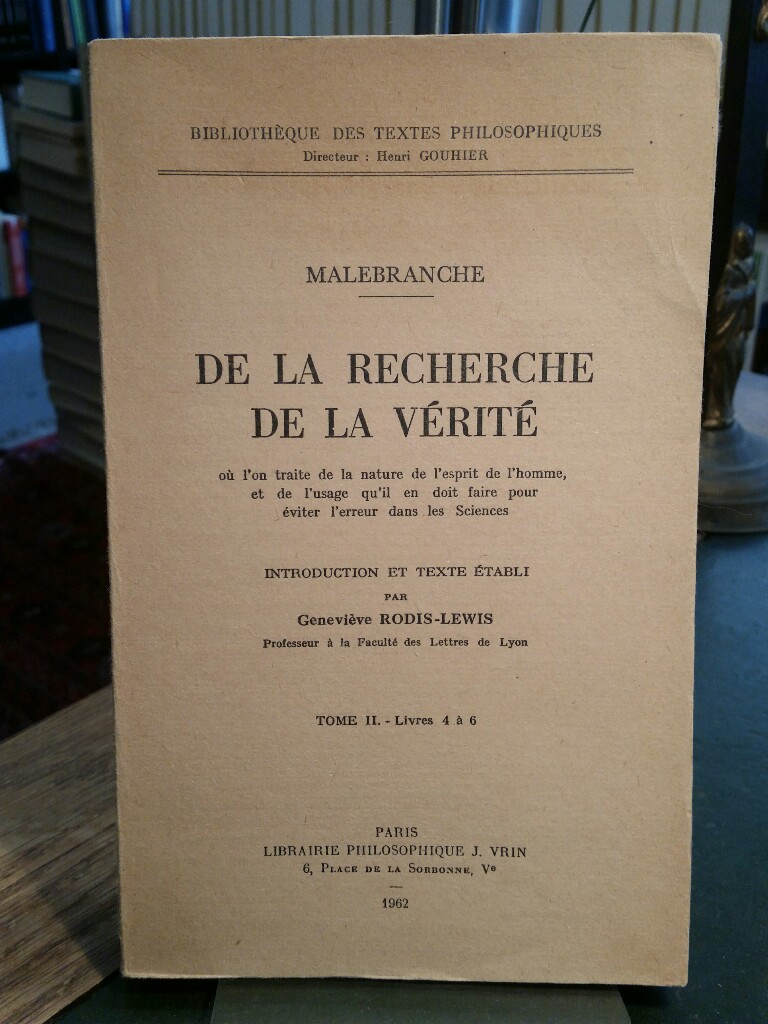 BIBLIOTHÈQUE DES TEXTES PHILOSOPHIQUES
Directeur : Henri GOUHIER
MALEBRANCHE
DE LA RECHERCHE
DE LA VÉRITÉ
où l'on traite de la nature de l'esprit de l'homme,
et de l'usage qu'il en doit faire pour
éviter l'erreur dans les Sciences
INTRODUCTION ET TEXTE ÉTABLI
PAR
Geneviève RODIS-LEWIS
Professeur à la Faculté des Lettres de Lyon
TOME II. - Livres 4 à 6
PARIS
LIBRAIRIE PHILOSOPHIQUE J. VRIN
6, PLACE DE LA SORBONNE, Vᵉ
1962